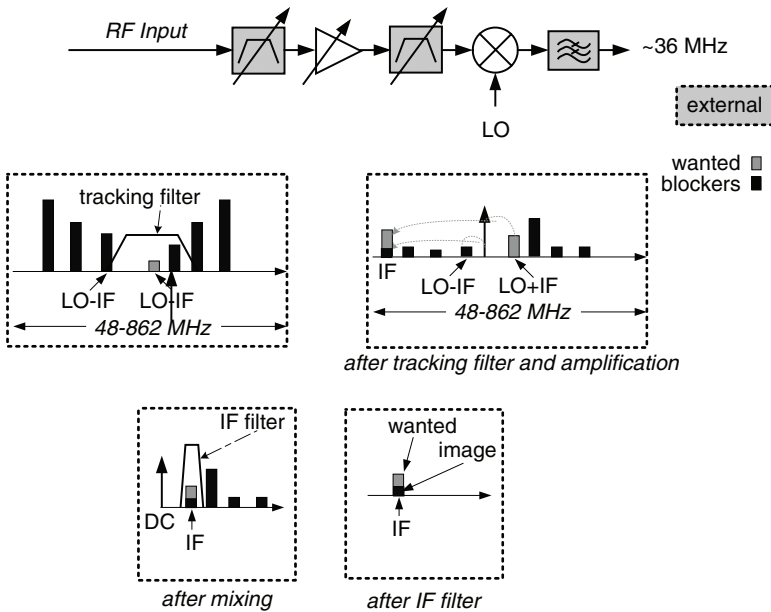 RF Input
~36 MHz
LO
external
wanted
blockers
tracking filter
LO-IF LO-IF
48-862 MHz
IF LO-IF LO+IF
48-862 MHz
after tracking filter and amplification
IF filter
DC
IF
after mixing
wanted
image
IF
after IF filter